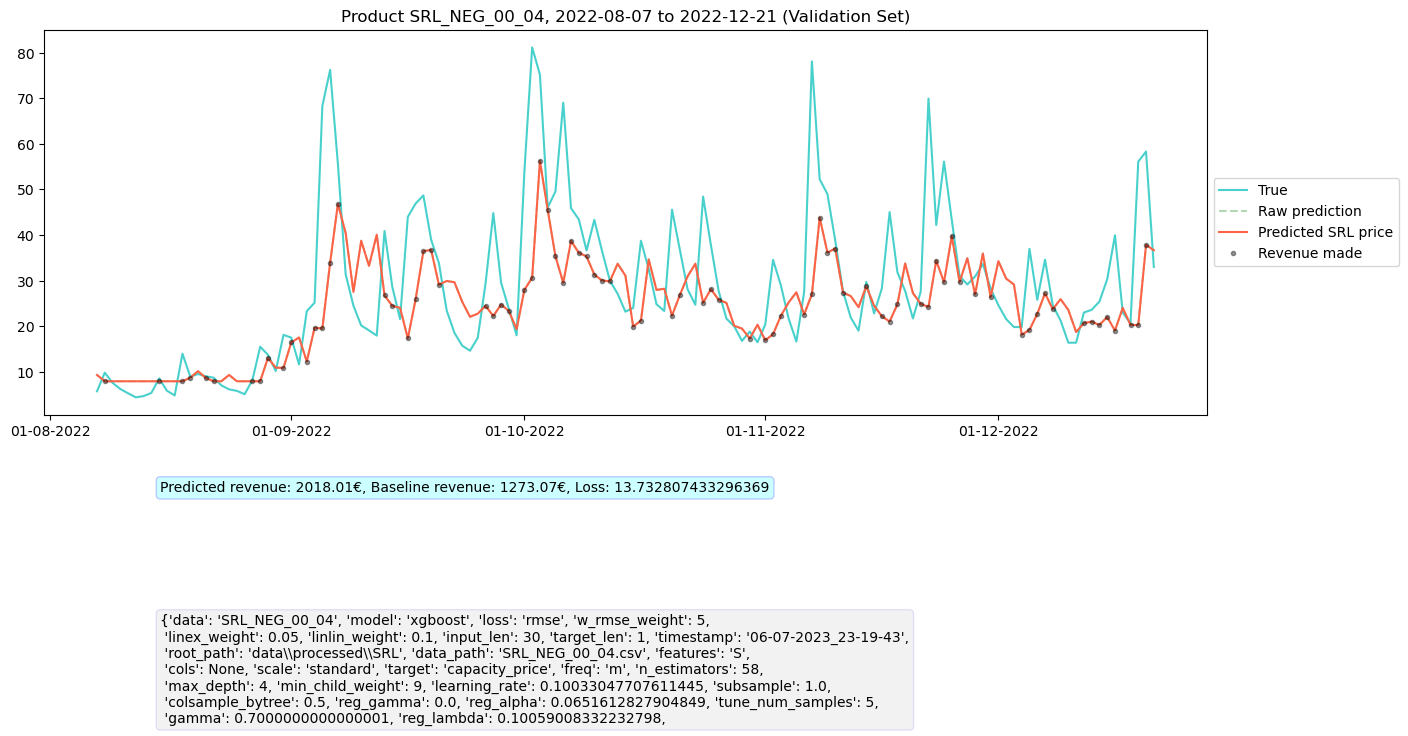 Product SRL_NEG_00_04, 2022-08-07 to 2022-12-21 (Validation Set)
80
70
60
50
40
30
20
10
01-08-2022
01-09-2022
01-10-2022
01-11-2022
01-12-2022
True
Raw prediction
Predicted SRL price
Revenue made
Predicted revenue: 2018.01€, Baseline revenue: 1273.07€, Loss: 13.732807433296369
{'data': 'SRL_NEG_00_04', 'model': 'xgboost', 'loss': 'rmse', 'w_rmse_weight': 5,
'linex_weight': 0.05, 'linlin_weight': 0.1, 'input_len': 30, 'target_len': 1, 'timestamp': '06-07-2023_23-19-43',
'root_path': 'data\\processed\\SRL', 'data_path': 'SRL_NEG_00_04.csv', 'features': 'S',
'cols': None, 'scale': 'standard', 'target': 'capacity_price', 'freq': 'm', 'n_estimators': 58,
'max_depth': 4, 'min_child_weight': 9, 'learning_rate': 0.10033047707611445, 'subsample': 1.0,
'colsample_bytree': 0.5, 'reg_gamma': 0.0, 'reg_alpha': 0.0651612827904849, 'tune_num_samples': 5,
'gamma': 0.7000000000000001, 'reg_lambda': 0.10059008332232798,